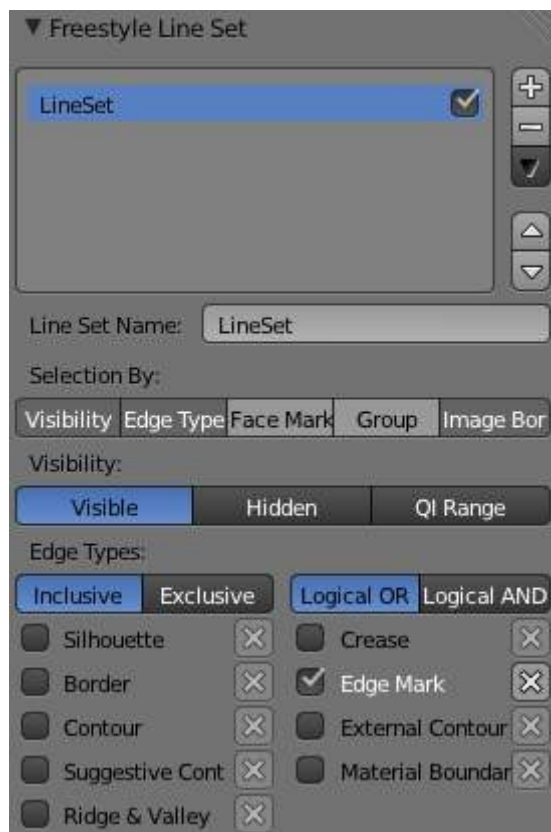 Freestyle Line Set
LineSet
Line Set Name: LineSet
Selection By:
Visibility Edge Type Face Mark Group Image Bor
Visibility:
Visible Hidden QI Range
Edge Types:
Inclusive Exclusive Logical OR Logical AND
Silhouette Crease
Border Edge Mark
Contour External Contour
Suggestive Cont Material Boundar
Ridge & Valley